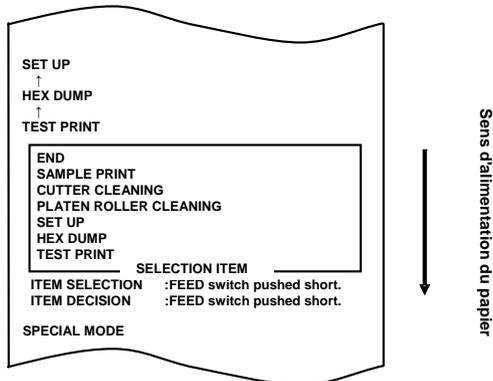 SET UP
↑
HEX DUMP
↑
TEST PRINT
END
SAMPLE PRINT
CUTTER CLEANING
PLATEN ROLLER CLEANING
SET UP
HEX DUMP
TEST PRINT
SELECTION ITEM
ITEM SELECTION :FEED switch pushed short.
ITEM DECISION :FEED switch pushed short.
SPECIAL MODE
Sens d'alimentation du papier